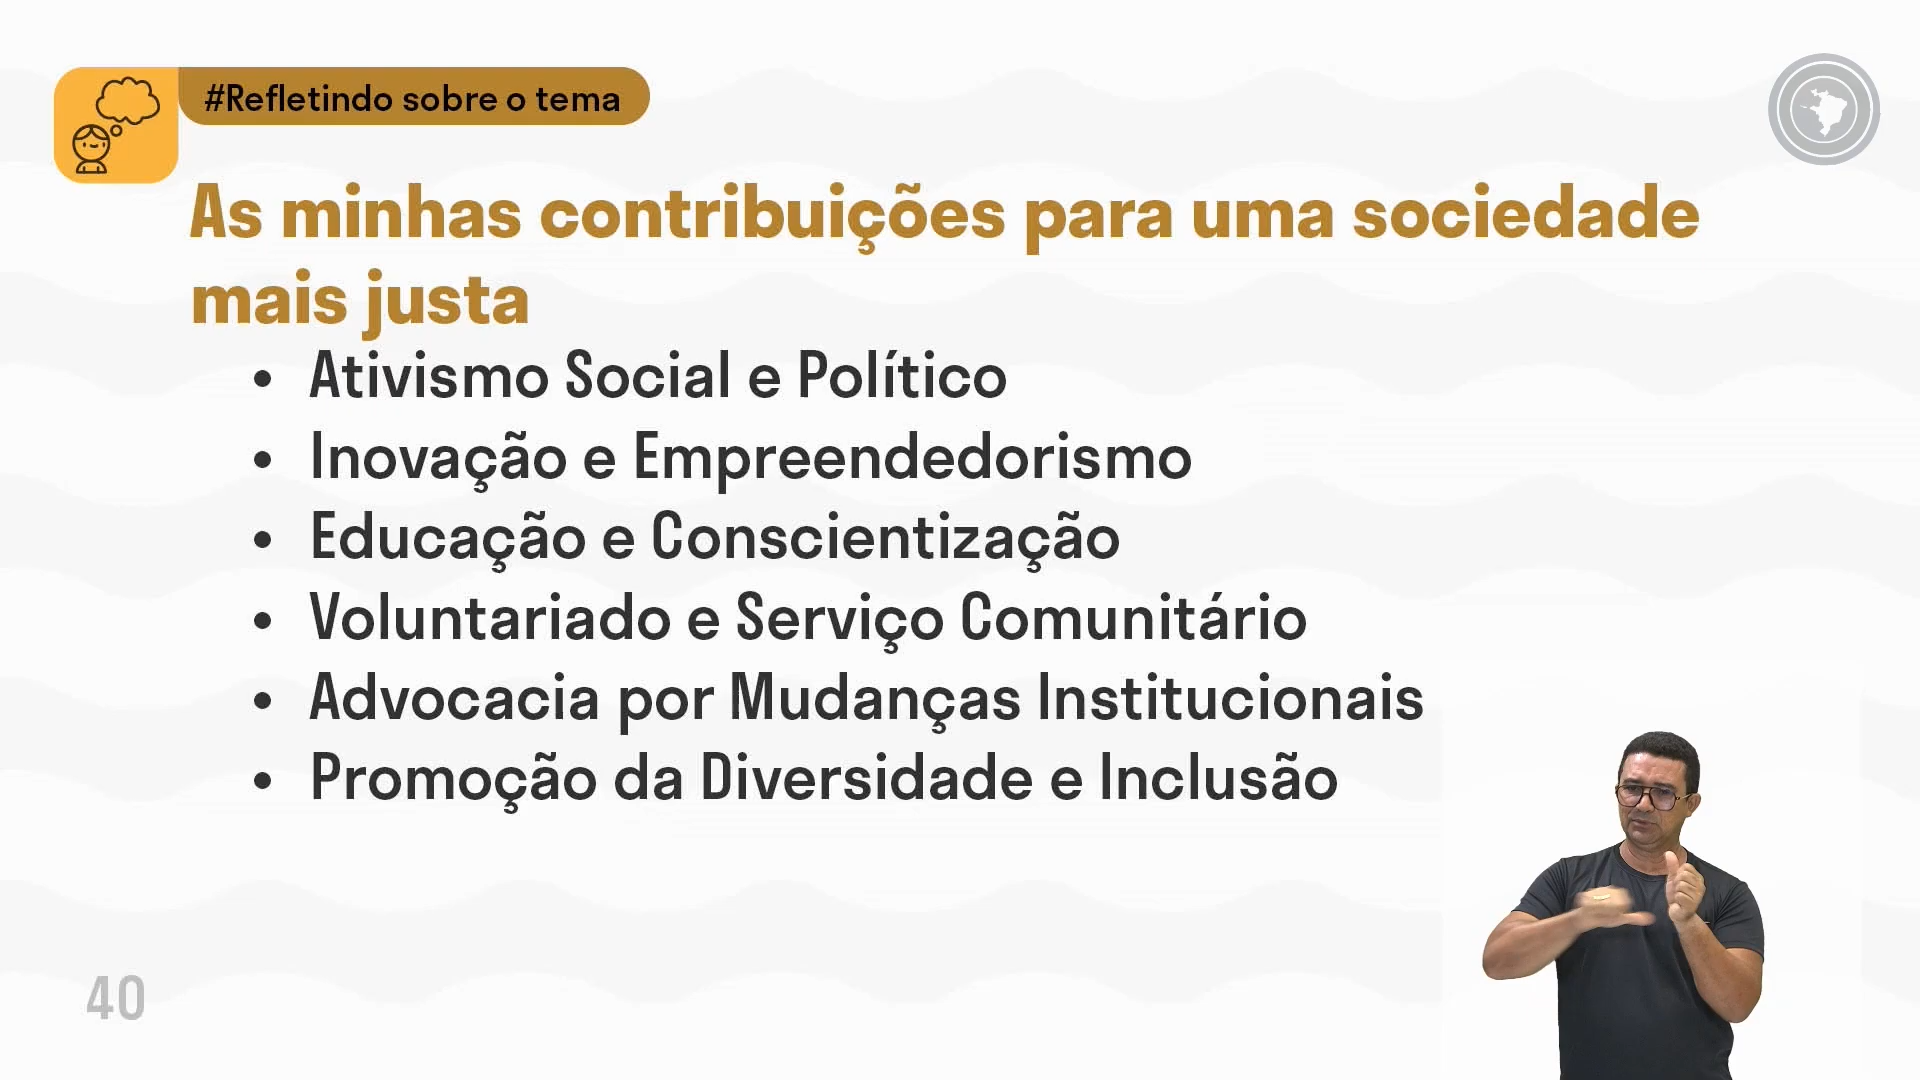 #Refletindo sobre o tema
As minhas contribuições para uma sociedade
mais justa
• Ativismo Social e Político
• Inovação e Empreendedorismo
• Educação e Conscientização
• Voluntariado e Serviço Comunitário
• Advocacia por Mudanças Institucionais
• Promoção da Diversidade e Inclusão
40